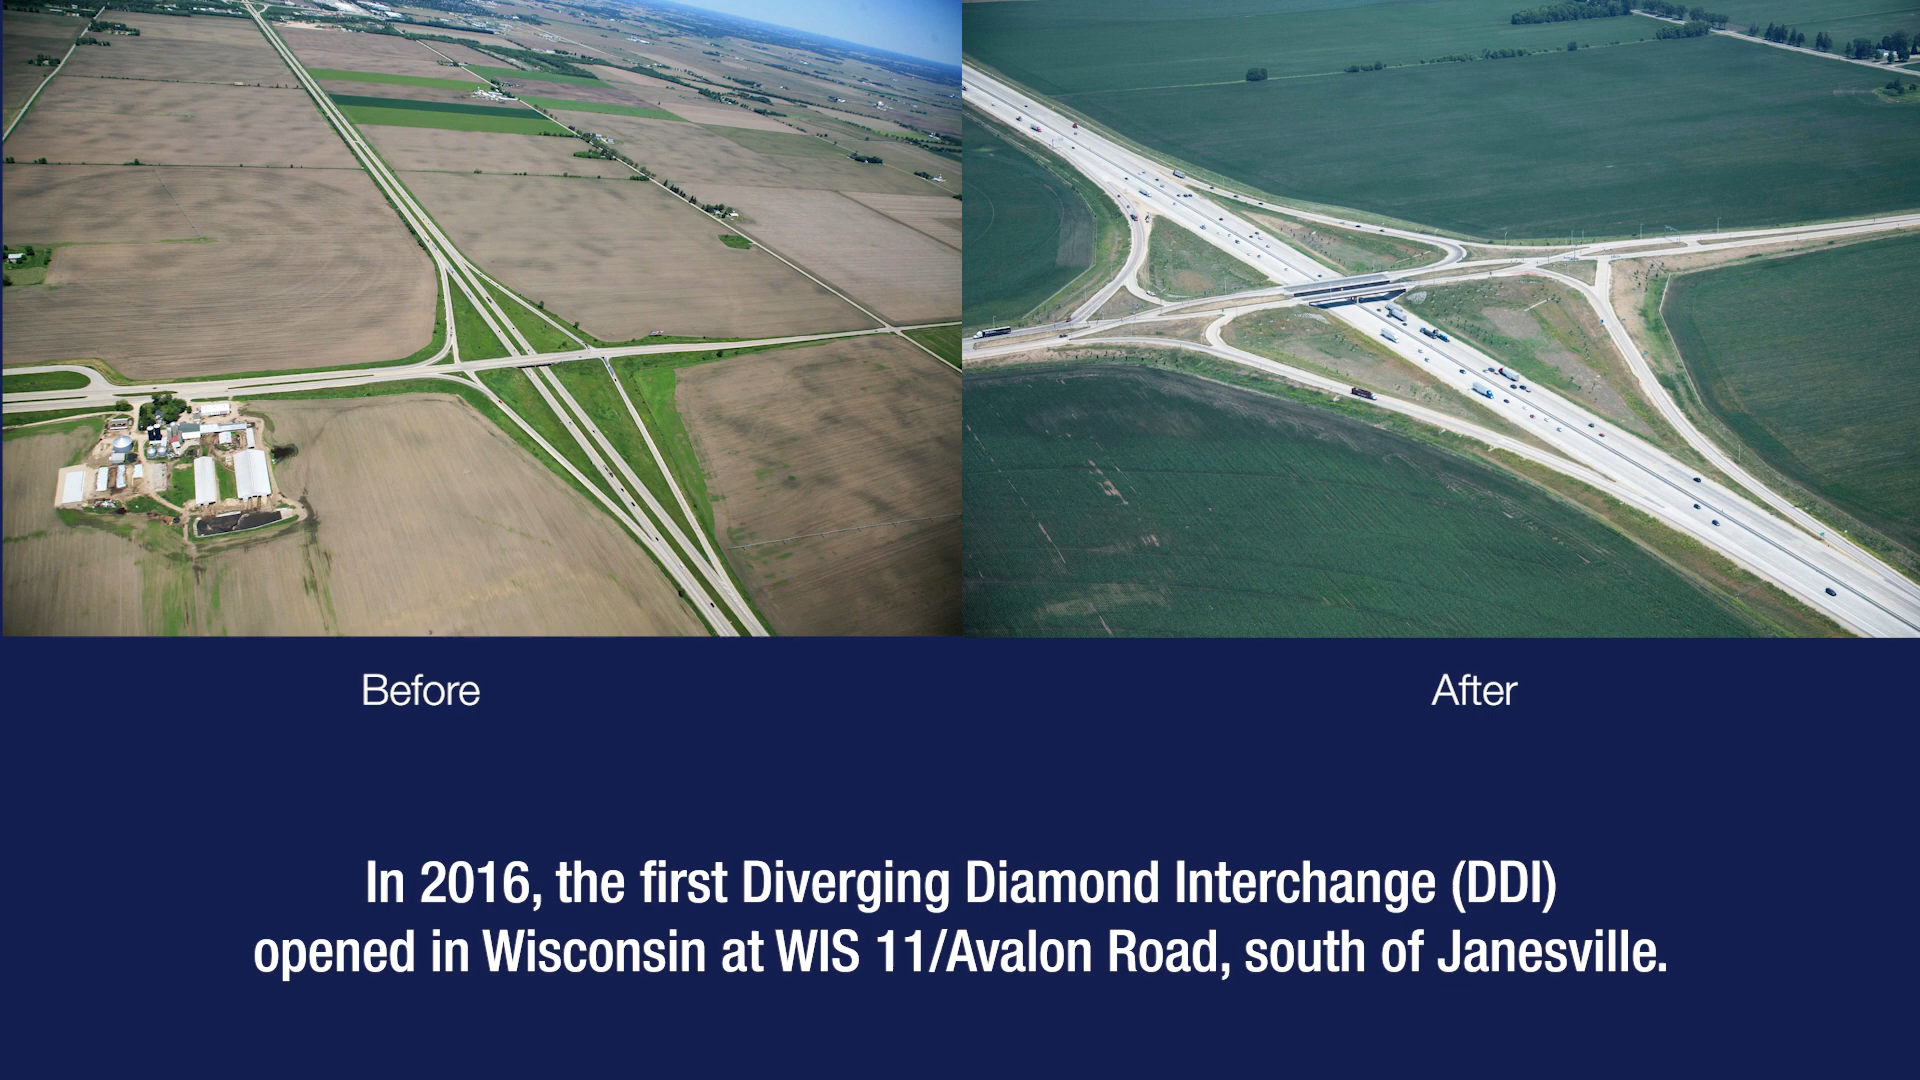 Before
After
In 2016, the first Diverging Diamond Interchange (DDI)
opened in Wisconsin at WIS 11/Avalon Road, south of Janesville.